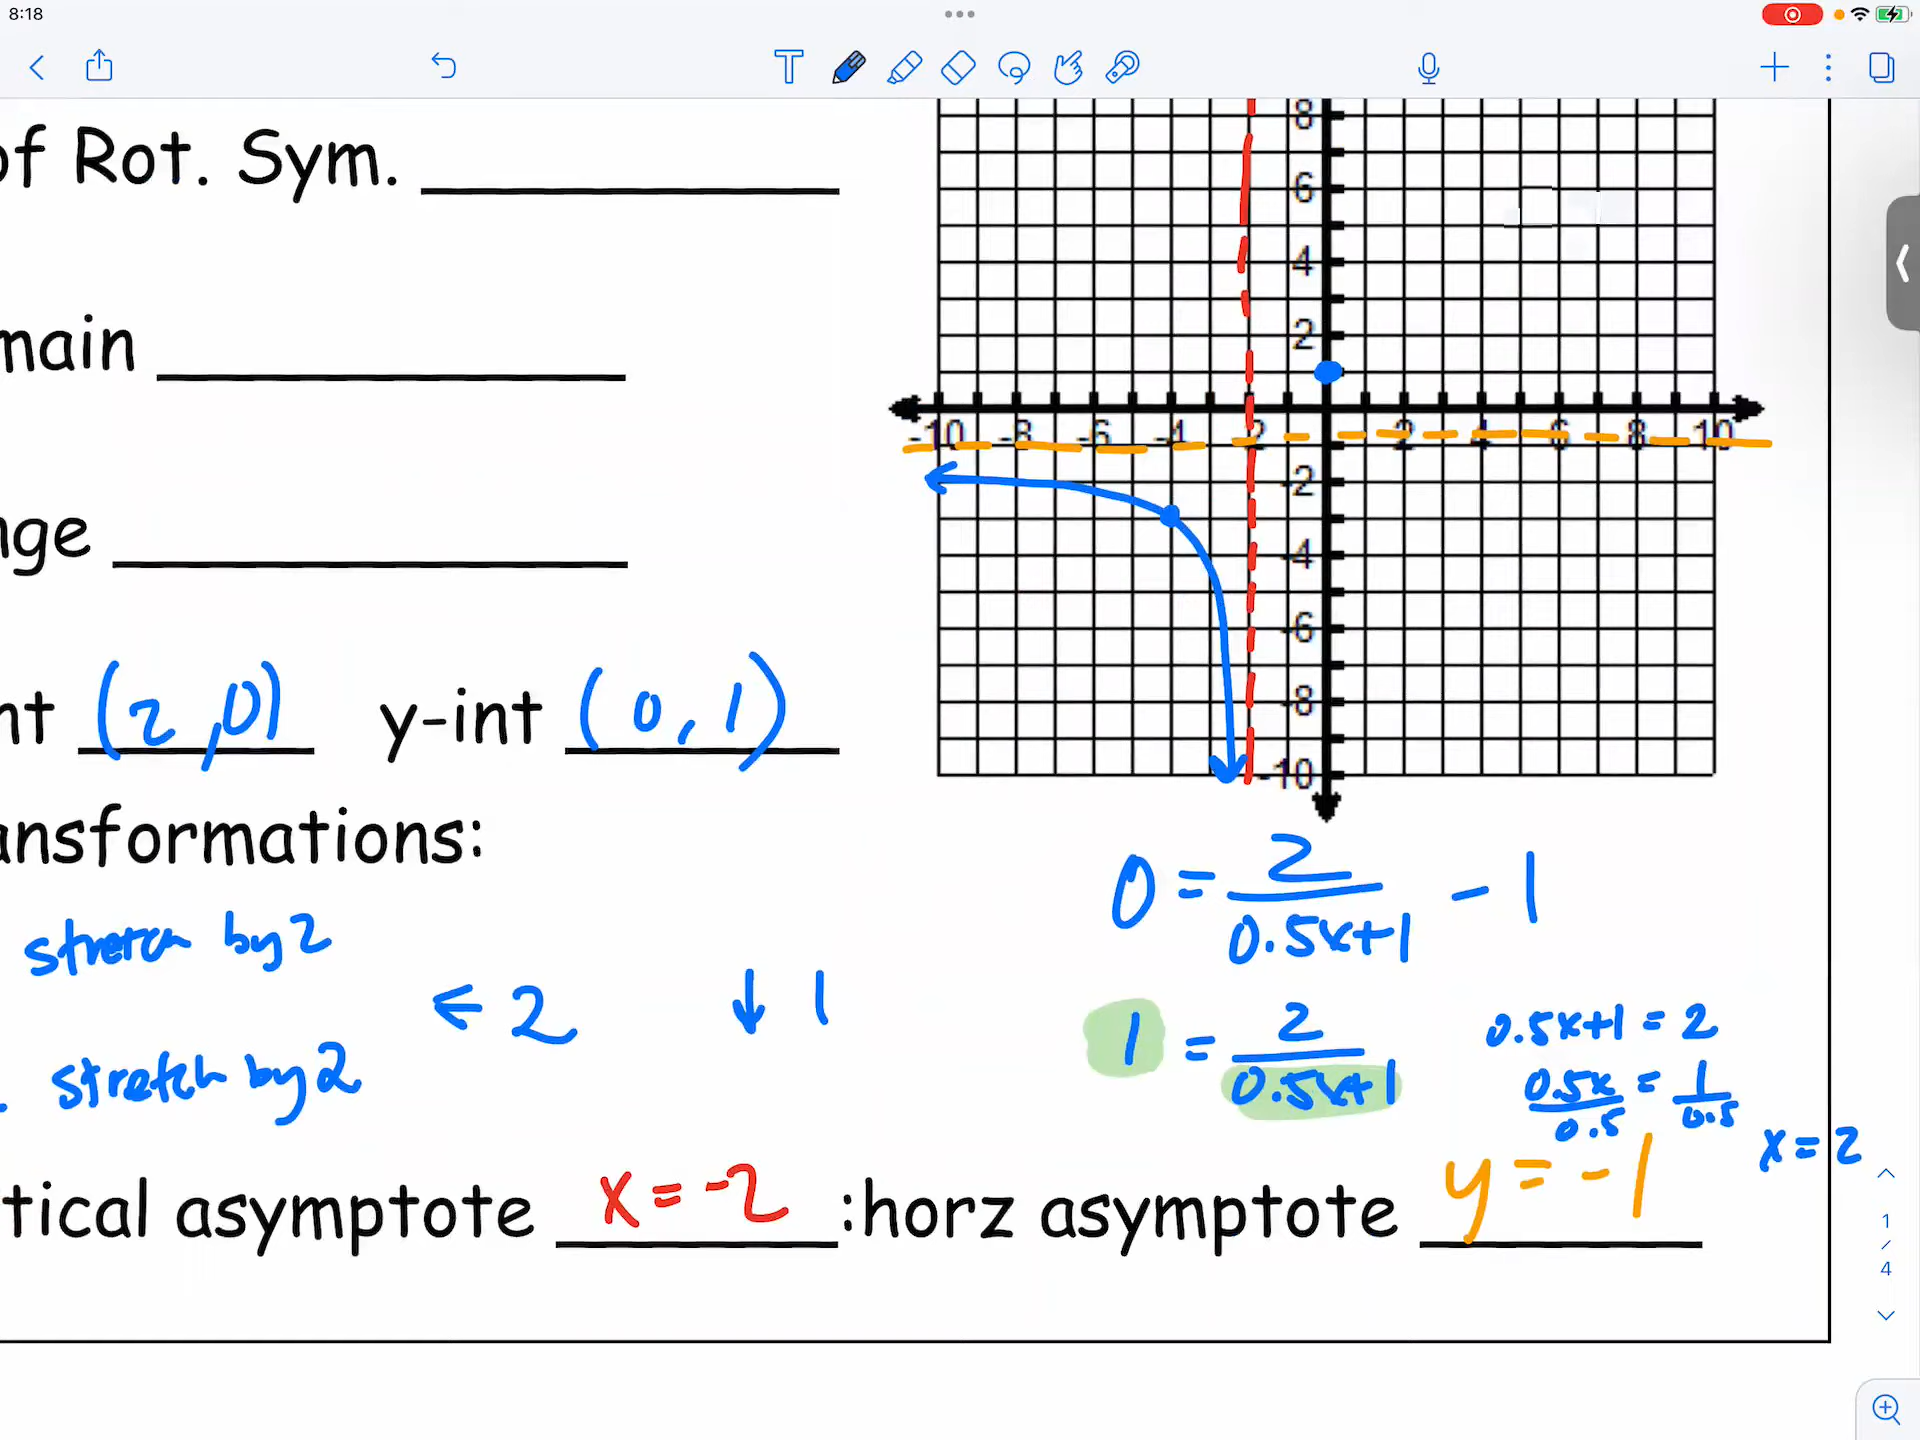 8:18
of Rot. Sym.
main
nge
nt (2,0) y-int (0,1)
ansformations:
stretch by 2
← 2 ↓ 1
. stretch by 2
tical asymptote x = -2 :horz asymptote y = -1
8
6
4
2
-10 -8 -6 -4 -2 2 4 6 8 10
-2
-4
-6
-8
-10
0 = 2/(0.5x+1) - 1
1 = 2/(0.5x+1)
0.5x+1 = 2
0.5x/0.5 = 1/0.5
x = 2
1
/
4